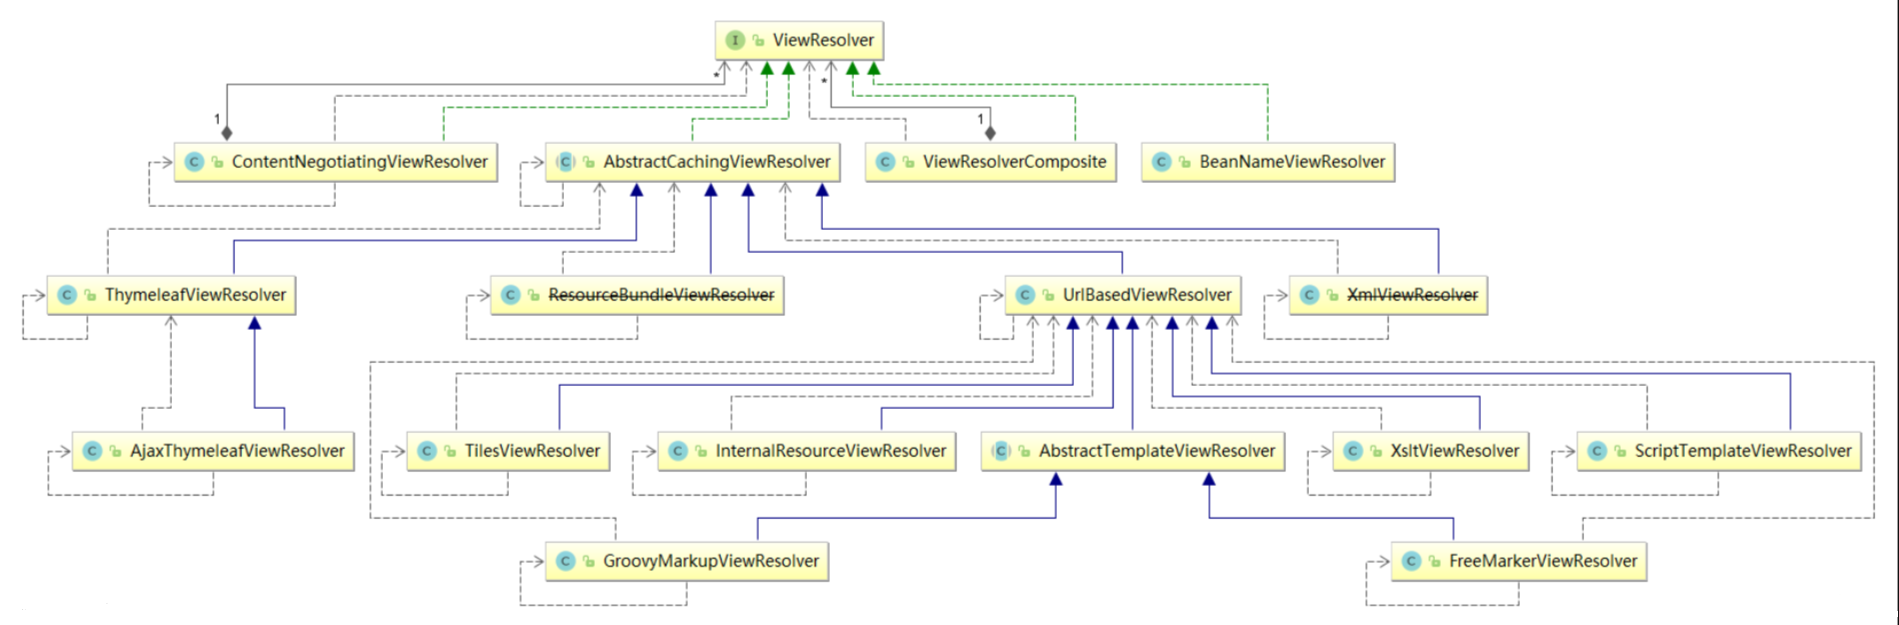 I ViewResolver
* *
1 1
C ContentNegotiatingViewResolver C AbstractCachingViewResolver C ViewResolverComposite C BeanNameViewResolver
C ThymeleafViewResolver C ResourceBundleViewResolver C UrlBasedViewResolver C XmlViewResolver
C AjaxThymeleafViewResolver C TilesViewResolver C InternalResourceViewResolver C AbstractTemplateViewResolver C XsltViewResolver C ScriptTemplateViewResolver
C GroovyMarkupViewResolver C FreeMarkerViewResolver